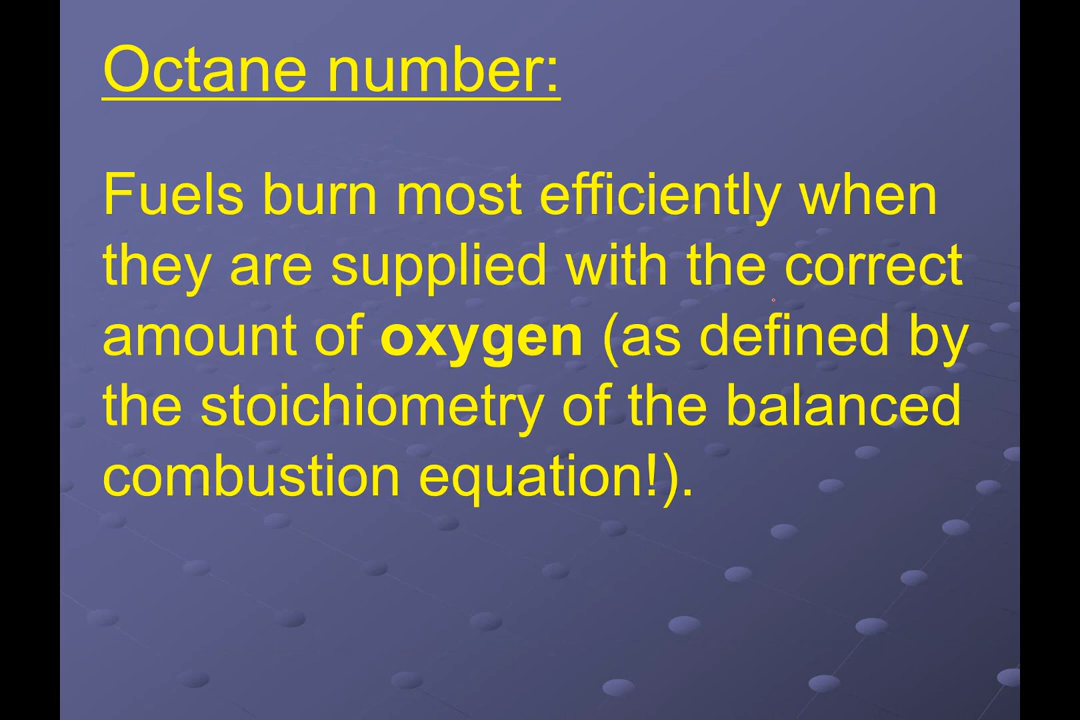 Octane number:
Fuels burn most efficiently when
they are supplied with the correct
amount of oxygen (as defined by
the stoichiometry of the balanced
combustion equation!).